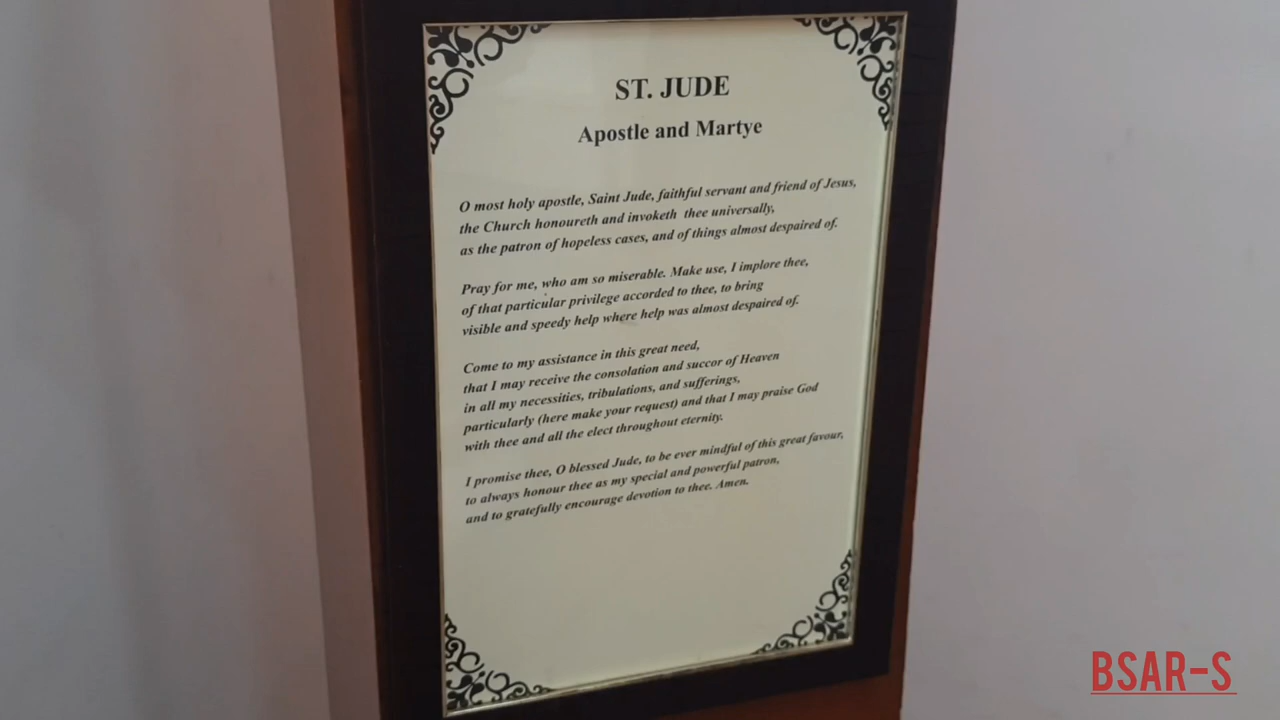 ST. JUDE
Apostle and Martye
O most holy apostle, Saint Jude, faithful servant and friend of Jesus,
the Church honoureth and invoketh thee universally,
as the patron of hopeless cases, and of things almost despaired of.
Pray for me, who am so miserable. Make use, I implore thee,
of that particular privilege accorded to thee, to bring
visible and speedy help where help was almost despaired of.
Come to my assistance in this great need,
that I may receive the consolation and succor of Heaven
in all my necessities, tribulations, and sufferings,
particularly (here make your request) and that I may praise God
with thee and all the elect throughout eternity.
I promise thee, O blessed Jude, to be ever mindful of this great favour,
to always honour thee as my special and powerful patron,
and to gratefully encourage devotion to thee. Amen.
BSAR-S